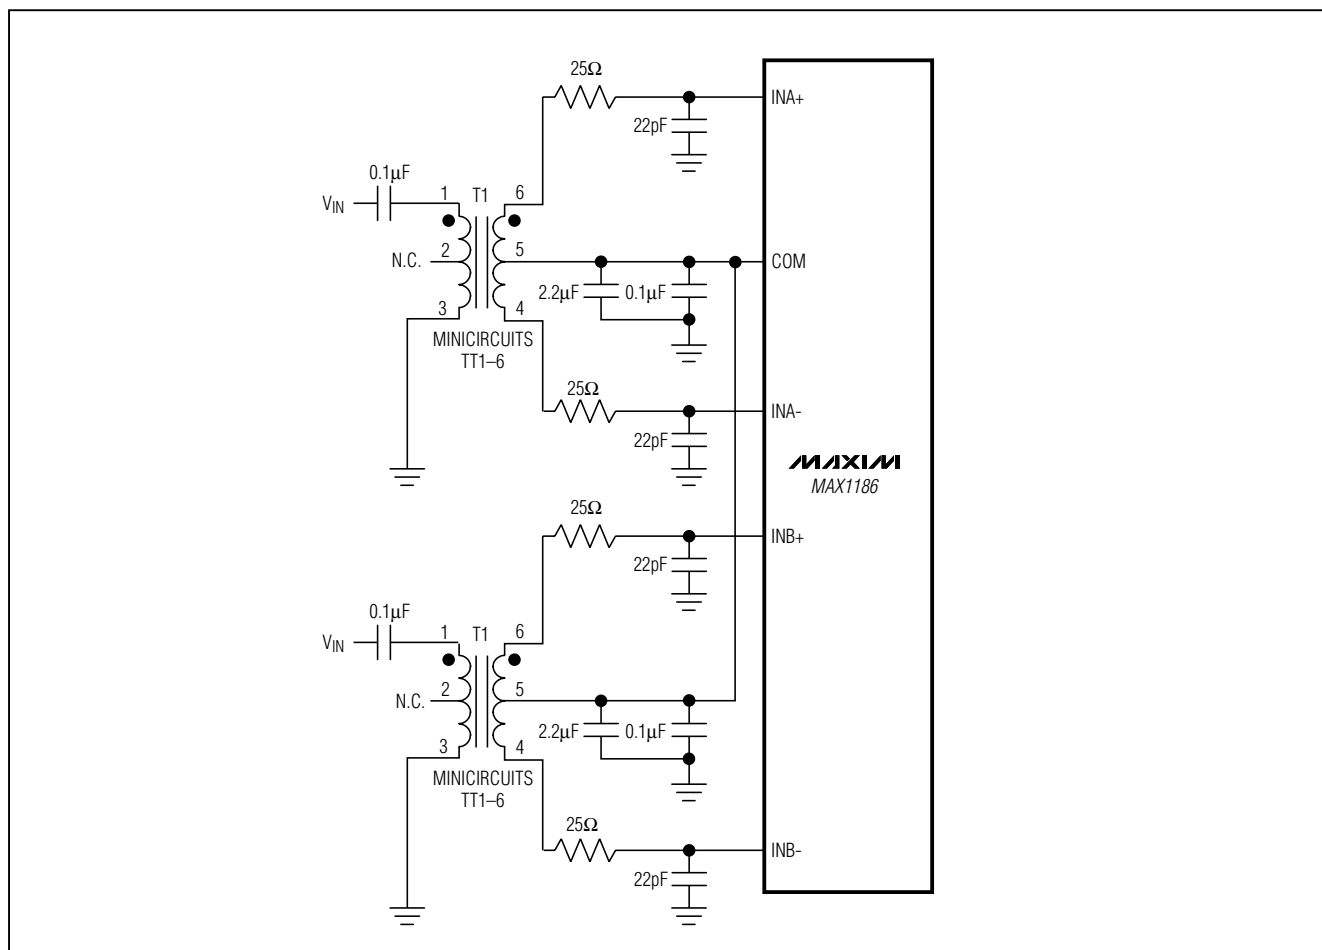 25Ω
INA+
22pF
0.1µF
VIN
1
T1
6
N.C.
2
5
COM
2.2µF
0.1µF
3
4
MINICIRCUITS
TT1–6
25Ω
INA-
22pF
MAXIM
MAX1186
25Ω
INB+
22pF
0.1µF
VIN
1
T1
6
N.C.
2
5
2.2µF
0.1µF
3
4
MINICIRCUITS
TT1–6
25Ω
INB-
22pF